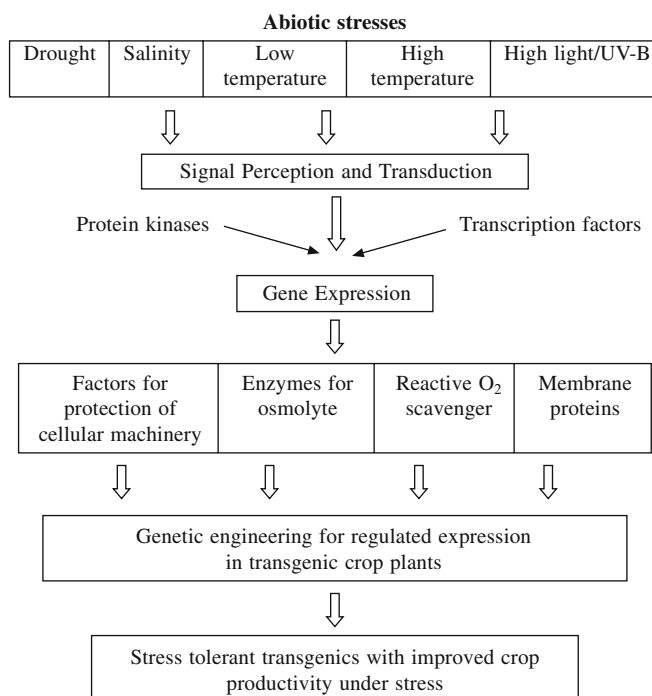 Abiotic stresses
Drought
Salinity
Low
temperature
High
temperature
High light/UV-B
Signal Perception and Transduction
Protein kinases
Transcription factors
Gene Expression
Factors for
protection of
cellular machinery
Enzymes for
osmolyte
Reactive O₂
scavenger
Membrane
proteins
Genetic engineering for regulated expression
in transgenic crop plants
Stress tolerant transgenics with improved crop
productivity under stress